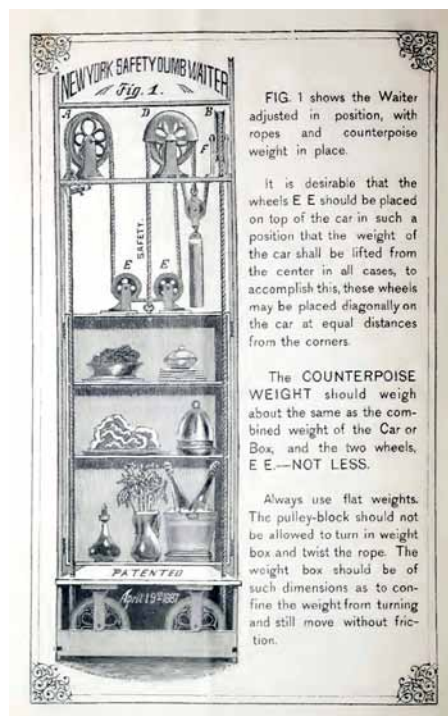 NEW YORK SAFETY DUMB WAITER
Fig. 1.
A D B
F
SAFETY.
E E
PATENTED
April 19th 1887
FIG. 1 shows the Waiter
adjusted in position, with
ropes and counterpoise
weight in place.
It is desirable that the
wheels E E should be placed
on top of the car in such a
position that the weight of
the car shall be lifted from
the center in all cases, to
accomplish this, these wheels
may be placed diagonally on
the car at equal distances
from the corners.
The COUNTERPOISE
WEIGHT should weigh
about the same as the com-
bined weight of the Car or
Box, and the two wheels,
E E.—NOT LESS.
Always use flat weights.
The pulley-block should not
be allowed to turn in weight
box and twist the rope. The
weight box should be of
such dimensions as to con-
fine the weight from turning
and still move without fric-
tion.